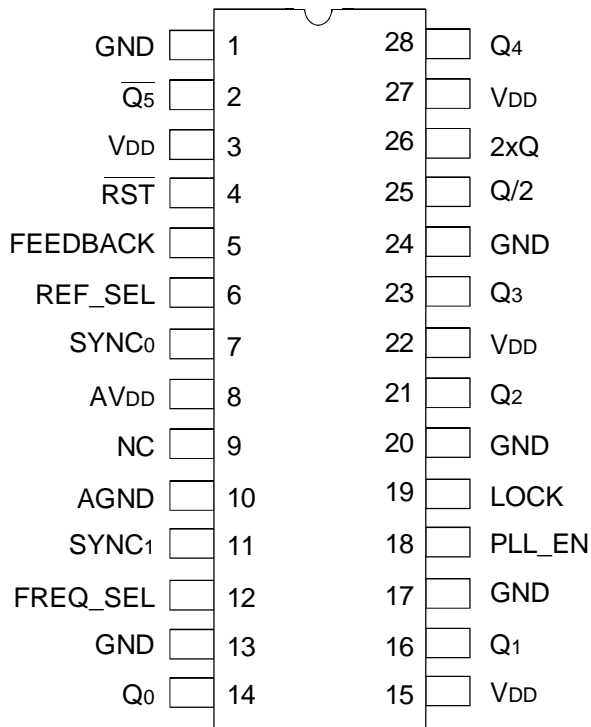 GND 1 28 Q4
Q̅5̅ 2 27 VDD
VDD 3 26 2xQ
R̅S̅T̅ 4 25 Q/2
FEEDBACK 5 24 GND
REF_SEL 6 23 Q3
SYNC0 7 22 VDD
AVDD 8 21 Q2
NC 9 20 GND
AGND 10 19 LOCK
SYNC1 11 18 PLL_EN
FREQ_SEL 12 17 GND
GND 13 16 Q1
Q0 14 15 VDD